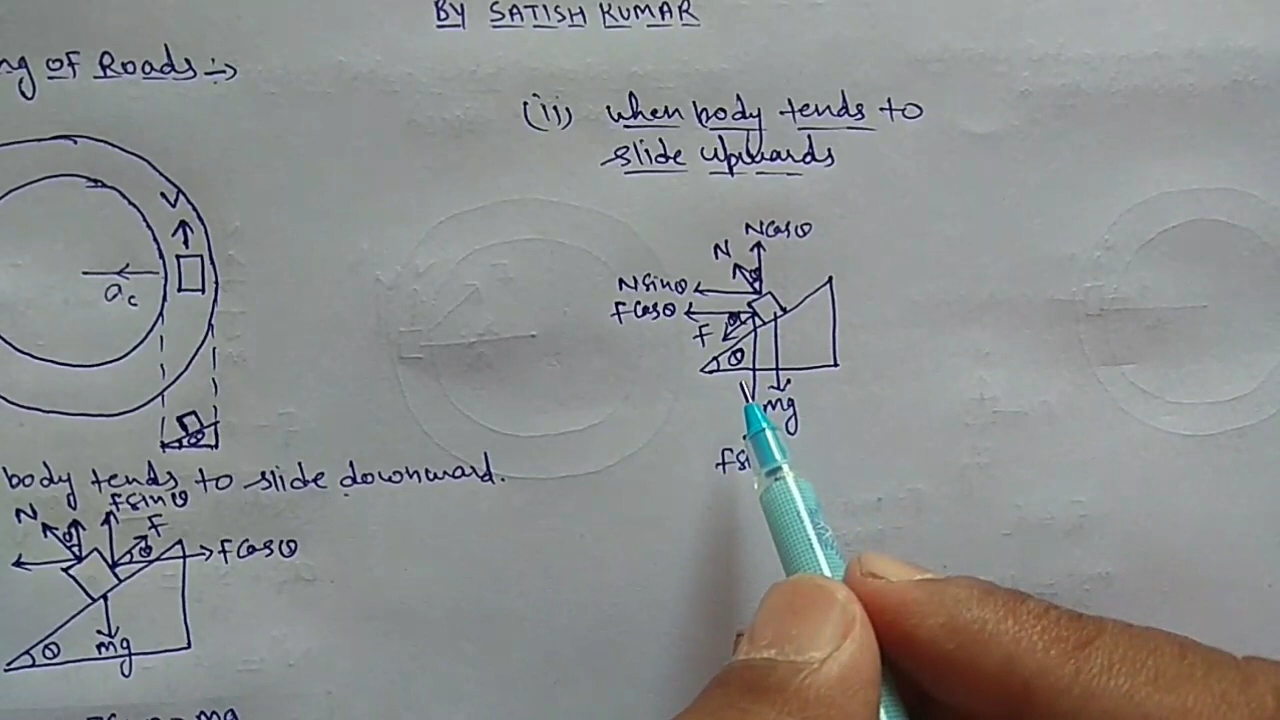 BY SATISH KUMAR
ng of Roads :->
(ii) when body tends to
slide upwards
V
ac
θ
Ncosθ
N
θ
Nsinθ
Fcosθ
θ
F
θ
mg
fsi
body tends to slide downward.
N
fsinθ
F
θ
θ
Fcosθ
θ
mg